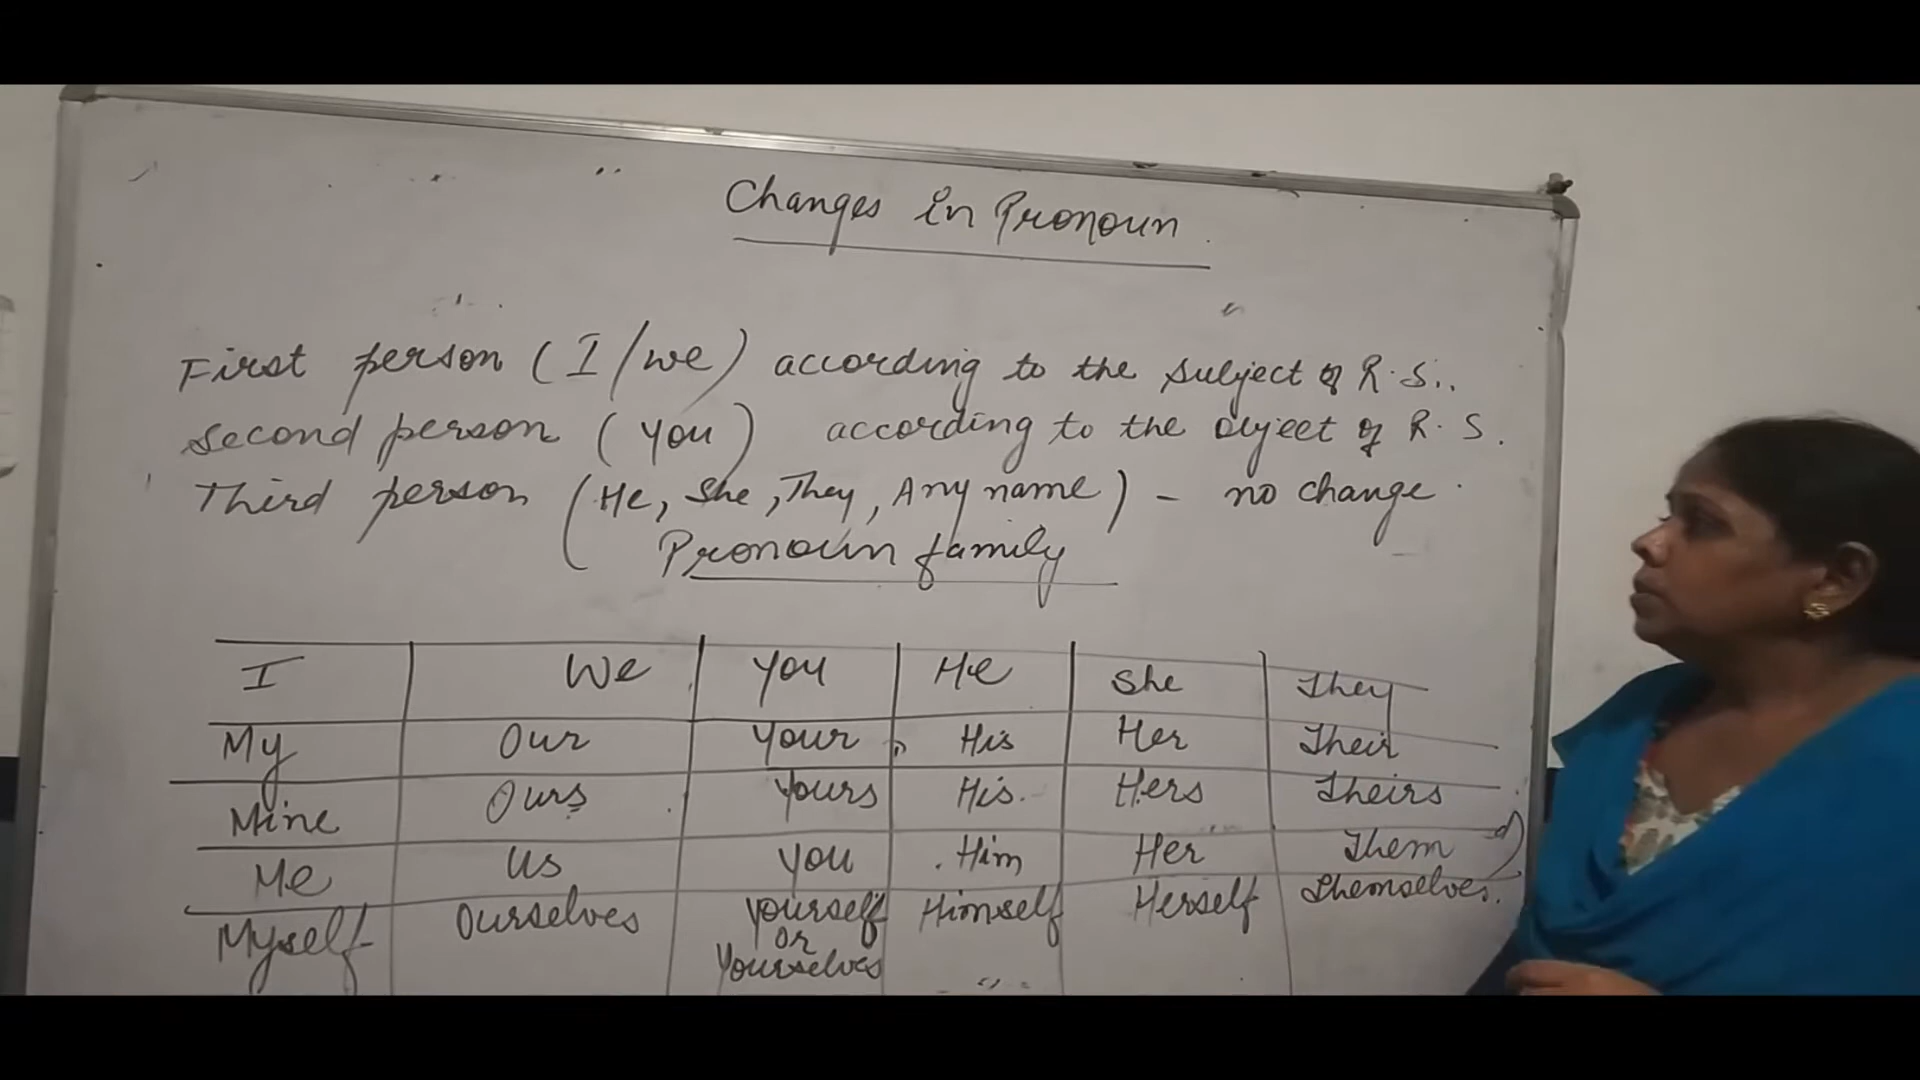 Changes in Pronoun.
First person (I/we) according to the subject of R.S..
Second person (you) according to the object of R.S.
Third person (He, She, They, Any name) - no change.
Pronoun family
I We You He She They
My Our Your His Her Their
Mine Ours Yours His. Hers Theirs
Me Us You Him Her Them
Myself Ourselves Yourself or Yourselves Himself Herself Themselves.